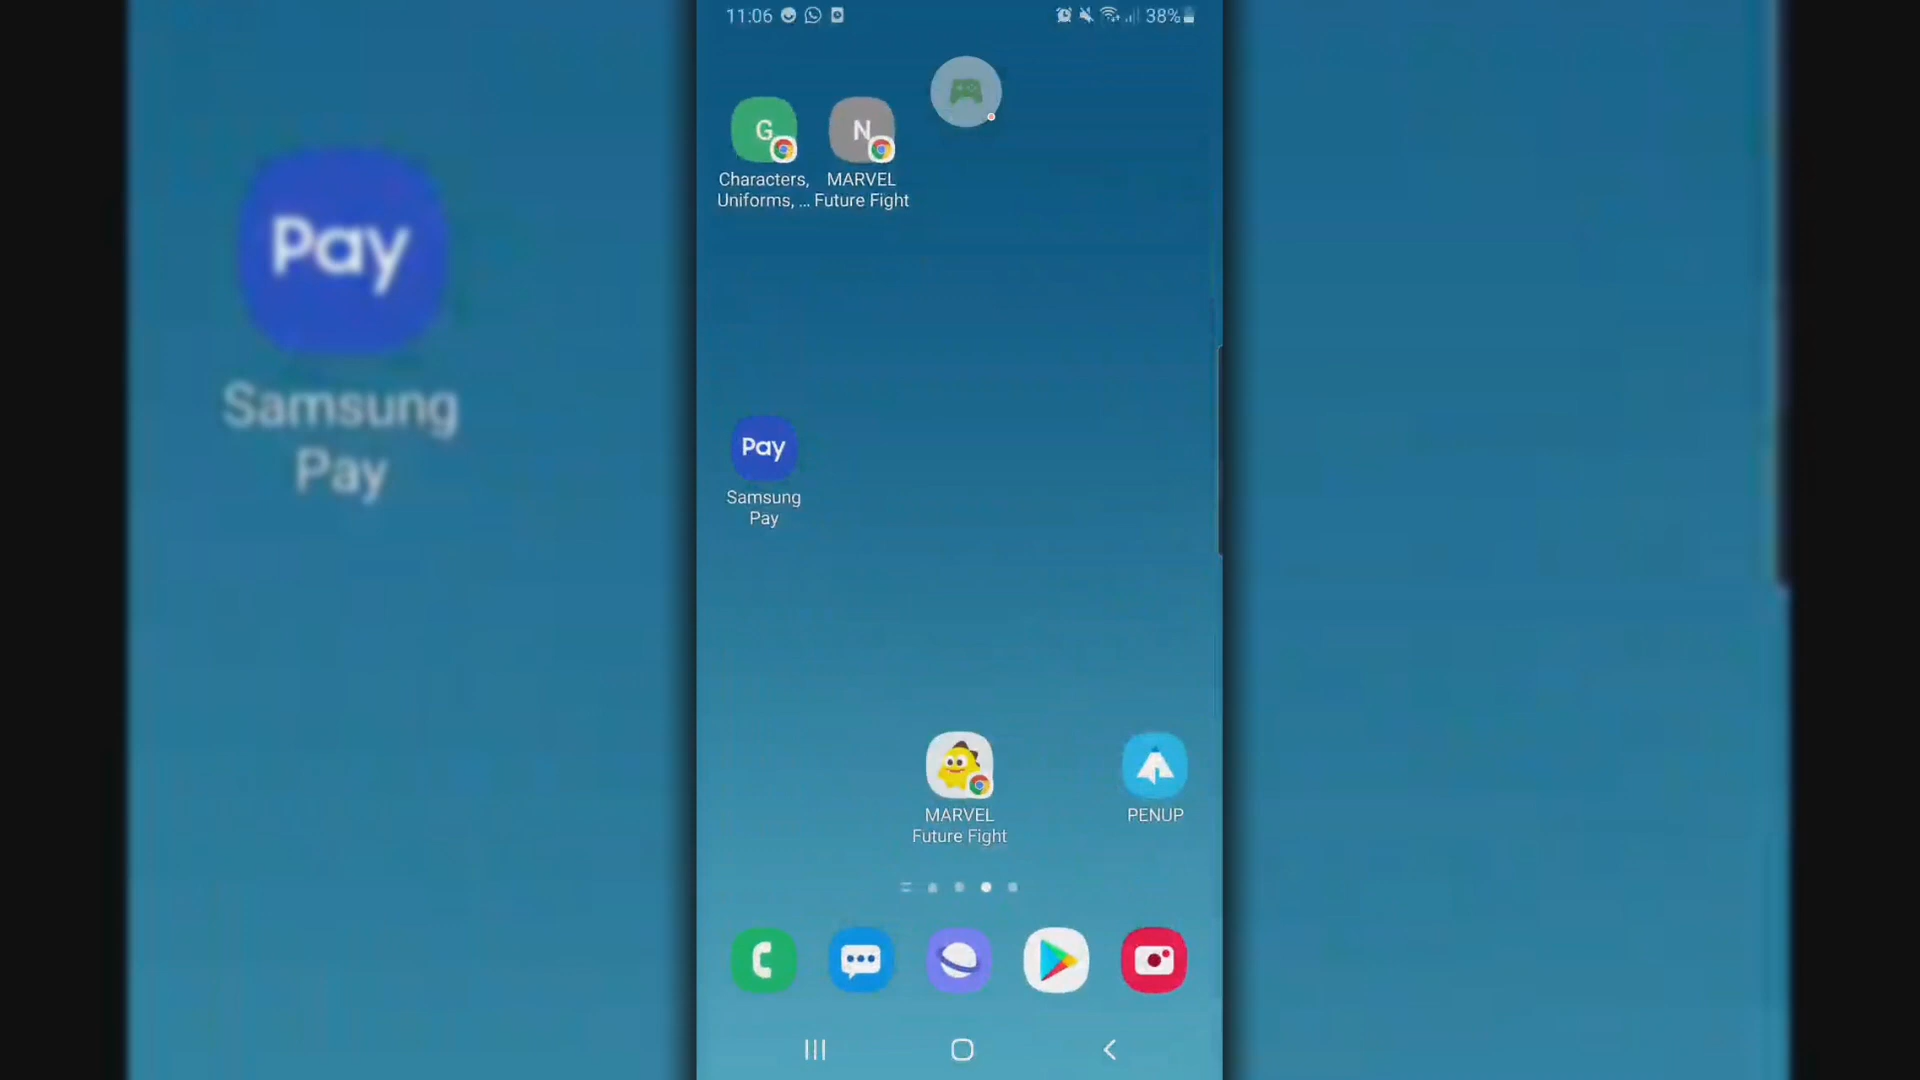 11:06
38%
G
N
Characters,
Uniforms, ...
MARVEL
Future Fight
Pay
Samsung
Pay
Pay
Samsung
Pay
MARVEL
Future Fight
PENUP